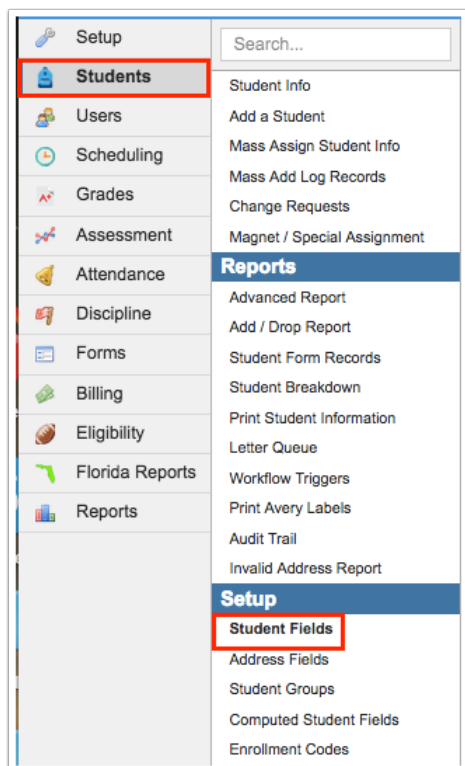 Setup
Students
Users
Scheduling
A+
Grades
Assessment
Attendance
Discipline
Forms
Billing
Eligibility
Florida Reports
Reports
Search...
Student Info
Add a Student
Mass Assign Student Info
Mass Add Log Records
Change Requests
Magnet / Special Assignment
Reports
Advanced Report
Add / Drop Report
Student Form Records
Student Breakdown
Print Student Information
Letter Queue
Workflow Triggers
Print Avery Labels
Audit Trail
Invalid Address Report
Setup
Student Fields
Address Fields
Student Groups
Computed Student Fields
Enrollment Codes